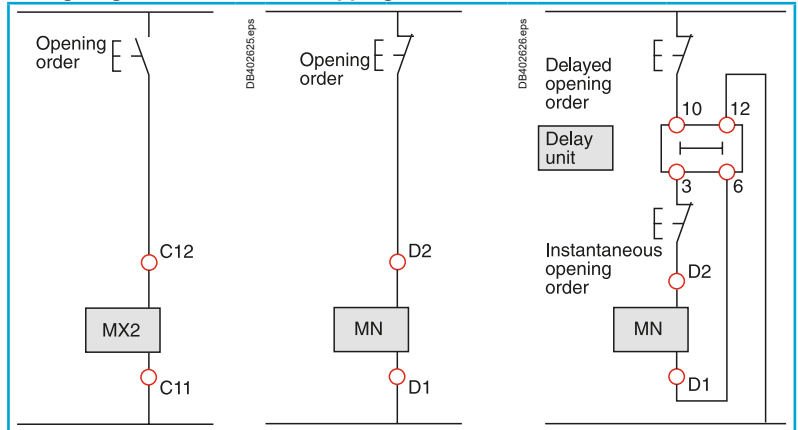 Opening
order
C12
MX2
C11
DB402625.eps
Opening
order
D2
MN
D1
DB402626.eps
Delayed
opening
order
10
12
Delay
unit
3
6
Instantaneous
opening
order
D2
MN
D1